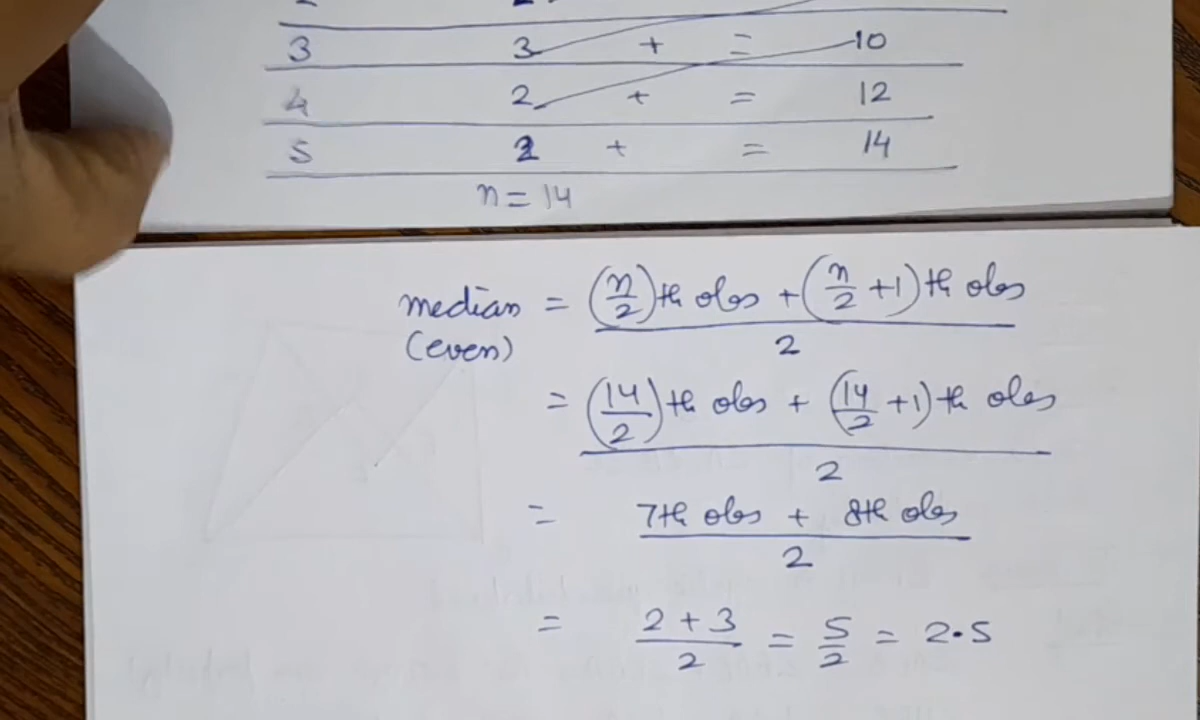 3 3 + = 10
4 2 + = 12
5 2 + = 14
n = 14
median (even) = ((n/2)th obs + (n/2 + 1)th obs) / 2
= ((14/2)th obs + (14/2 + 1)th obs) / 2
= (7th obs + 8th obs) / 2
= (2 + 3)/2 = 5/2 = 2.5